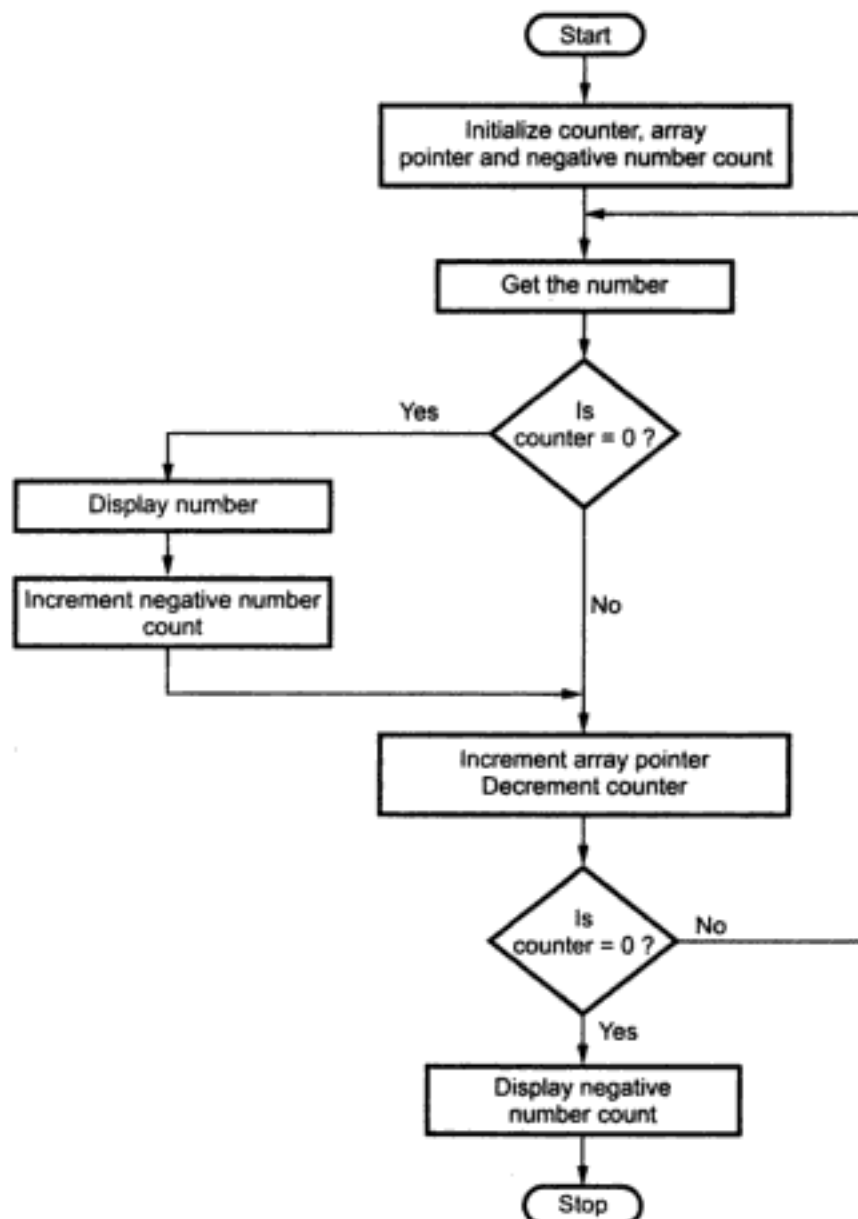 Start
Initialize counter, array
pointer and negative number count
Get the number
Is
counter = 0 ?
Yes
Display number
Increment negative number
count
No
Increment array pointer
Decrement counter
Is
counter = 0 ?
No
Yes
Display negative
number count
Stop